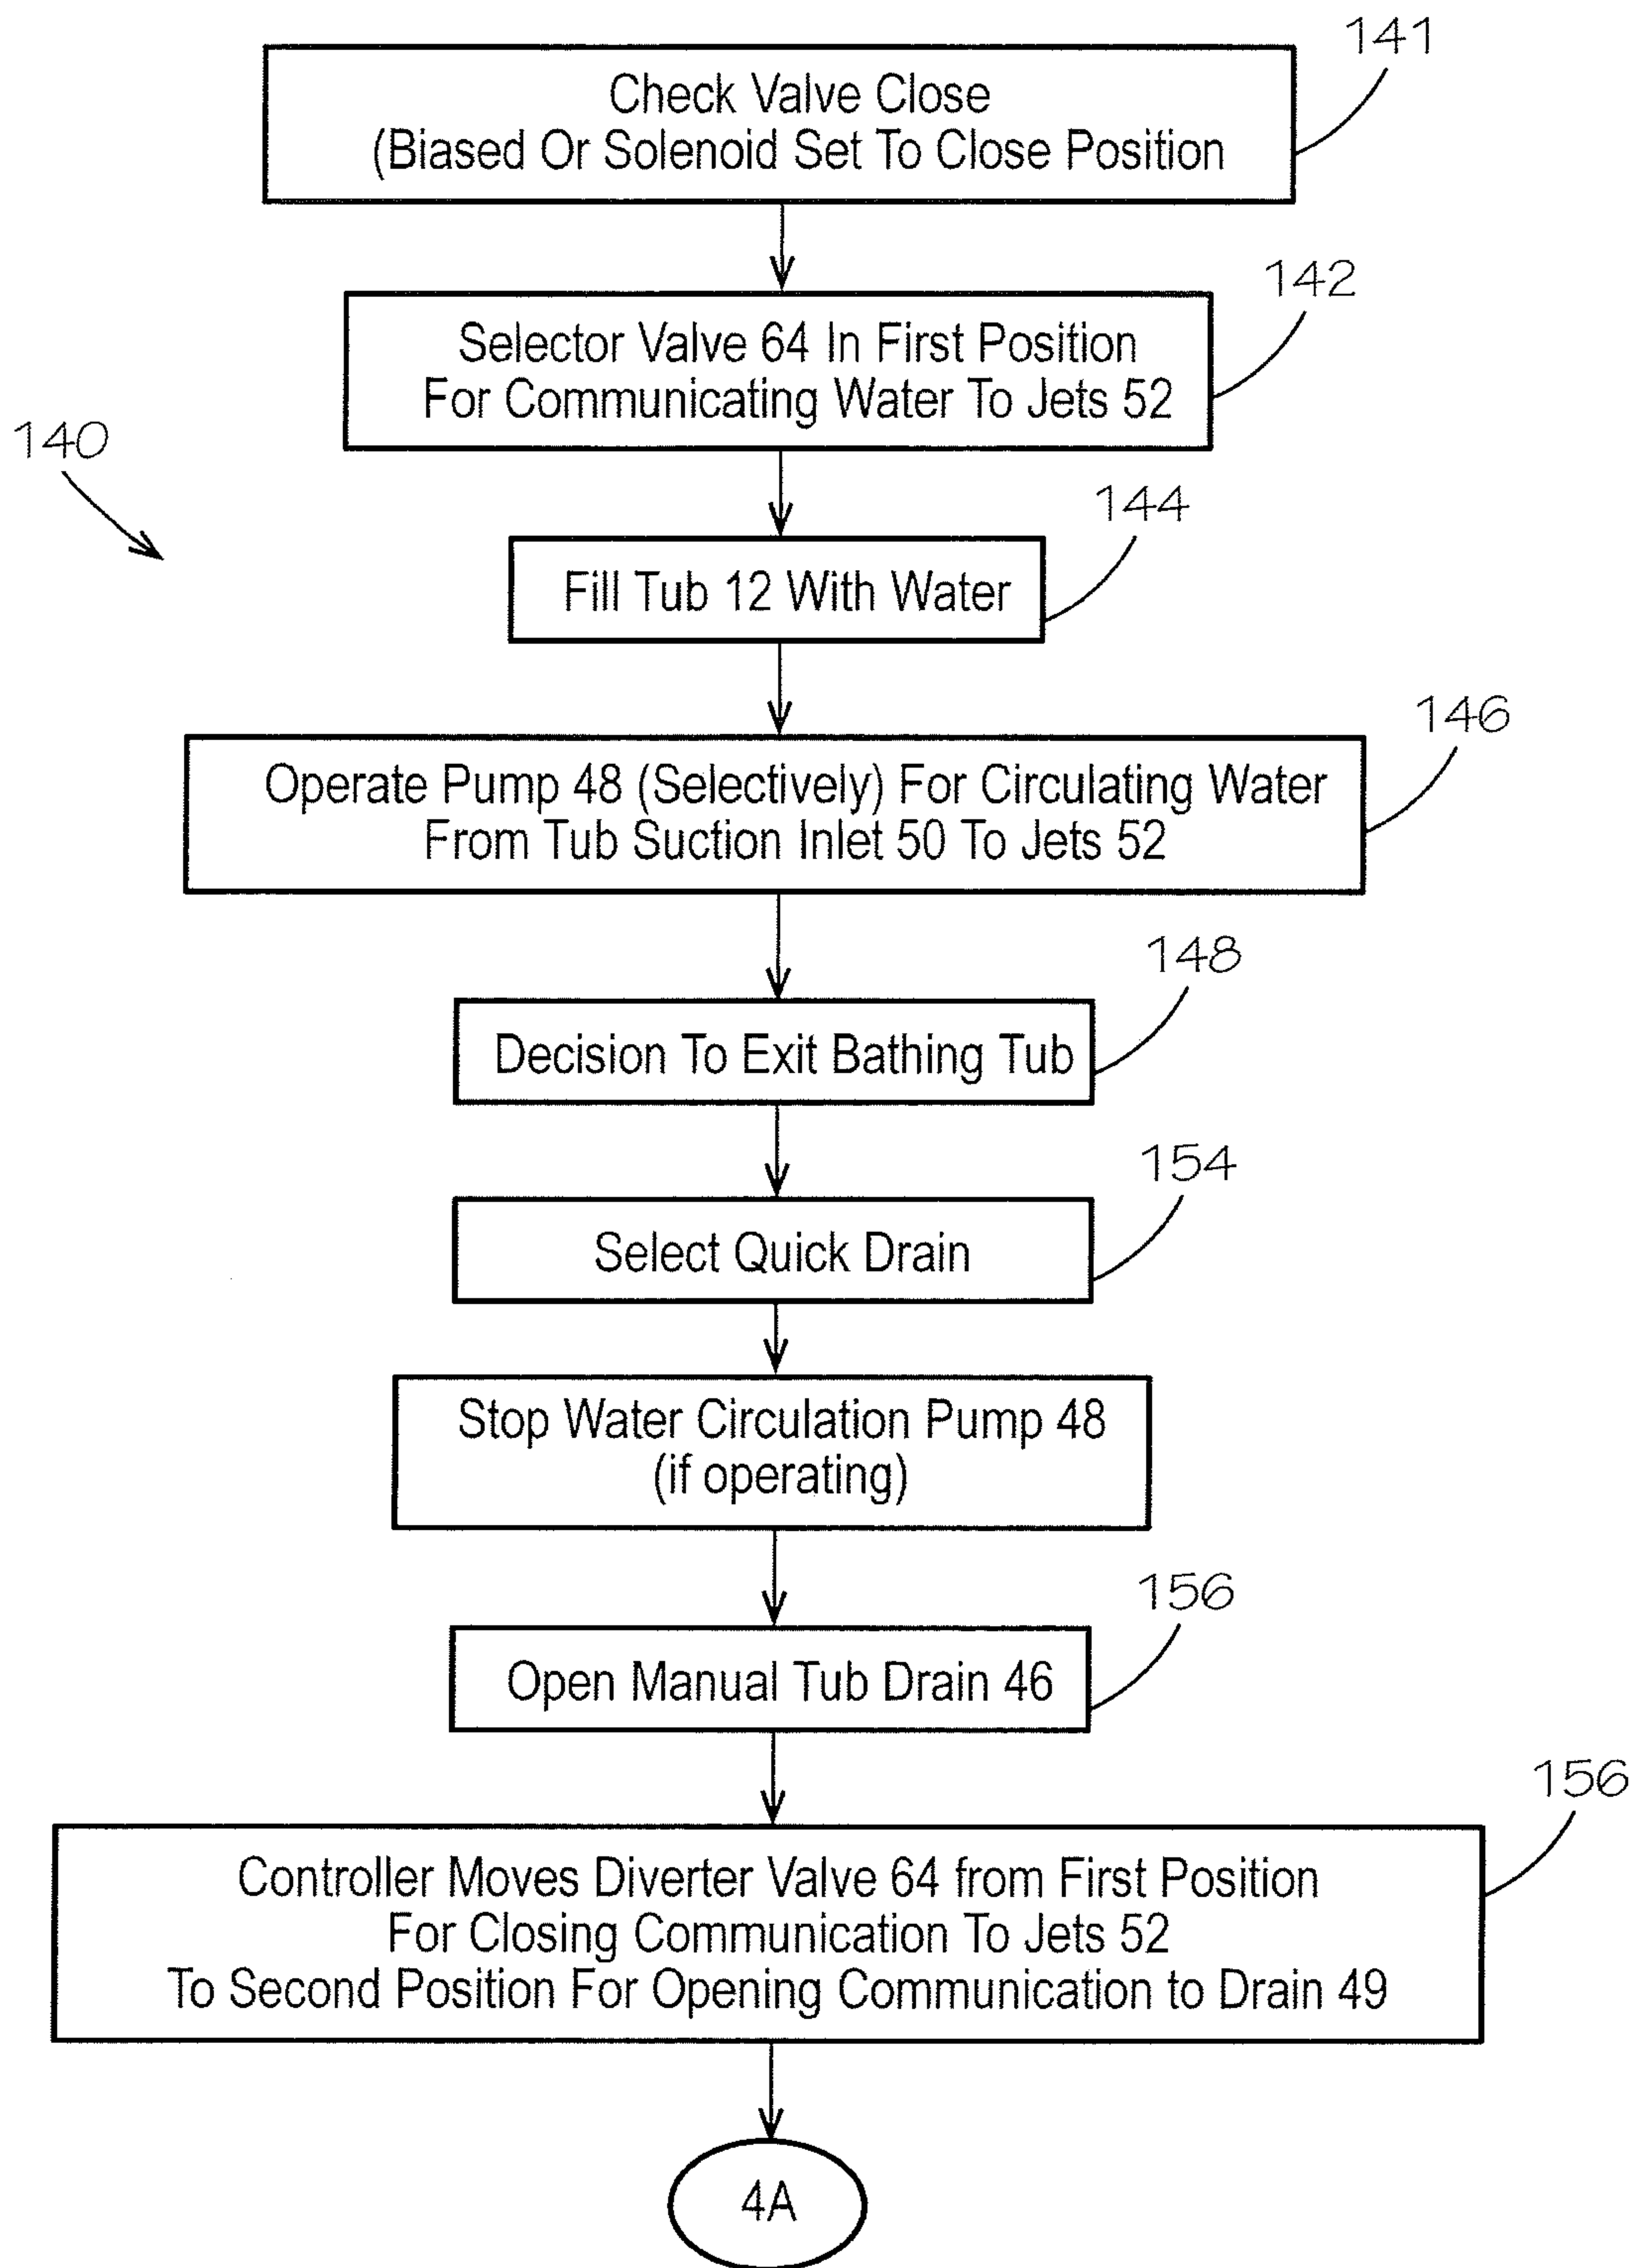 141
Check Valve Close
(Biased Or Solenoid Set To Close Position
142
Selector Valve 64 In First Position
For Communicating Water To Jets 52
140
144
Fill Tub 12 With Water
146
Operate Pump 48 (Selectively) For Circulating Water
From Tub Suction Inlet 50 To Jets 52
148
Decision To Exit Bathing Tub
154
Select Quick Drain
Stop Water Circulation Pump 48
(if operating)
156
Open Manual Tub Drain 46
156
Controller Moves Diverter Valve 64 from First Position
For Closing Communication To Jets 52
To Second Position For Opening Communication to Drain 49
4A